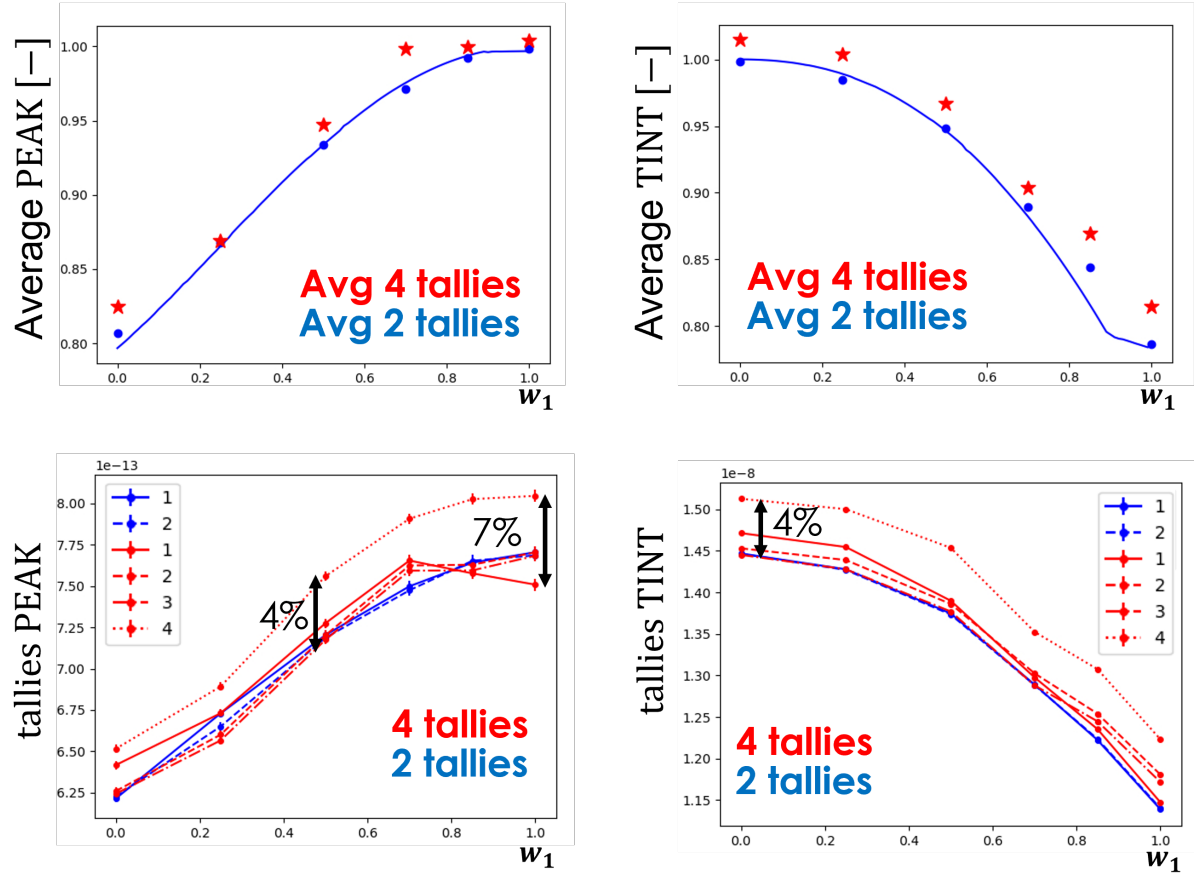 Average PEAK [−]
1.00
0.95
0.90
0.85
0.80
0.0 0.2 0.4 0.6 0.8 1.0
w₁
Avg 4 tallies
Avg 2 tallies
Average TINT [−]
1.00
0.95
0.90
0.85
0.80
0.0 0.2 0.4 0.6 0.8 1.0
w₁
Avg 4 tallies
Avg 2 tallies
tallies PEAK
1e−13
8.00
7.75
7.50
7.25
7.00
6.75
6.50
6.25
0.0 0.2 0.4 0.6 0.8 1.0
w₁
1
2
1
2
3
4
4%
7%
4 tallies
2 tallies
tallies TINT
1e−8
1.50
1.45
1.40
1.35
1.30
1.25
1.20
1.15
0.0 0.2 0.4 0.6 0.8 1.0
w₁
4%
1
2
1
2
3
4
4 tallies
2 tallies